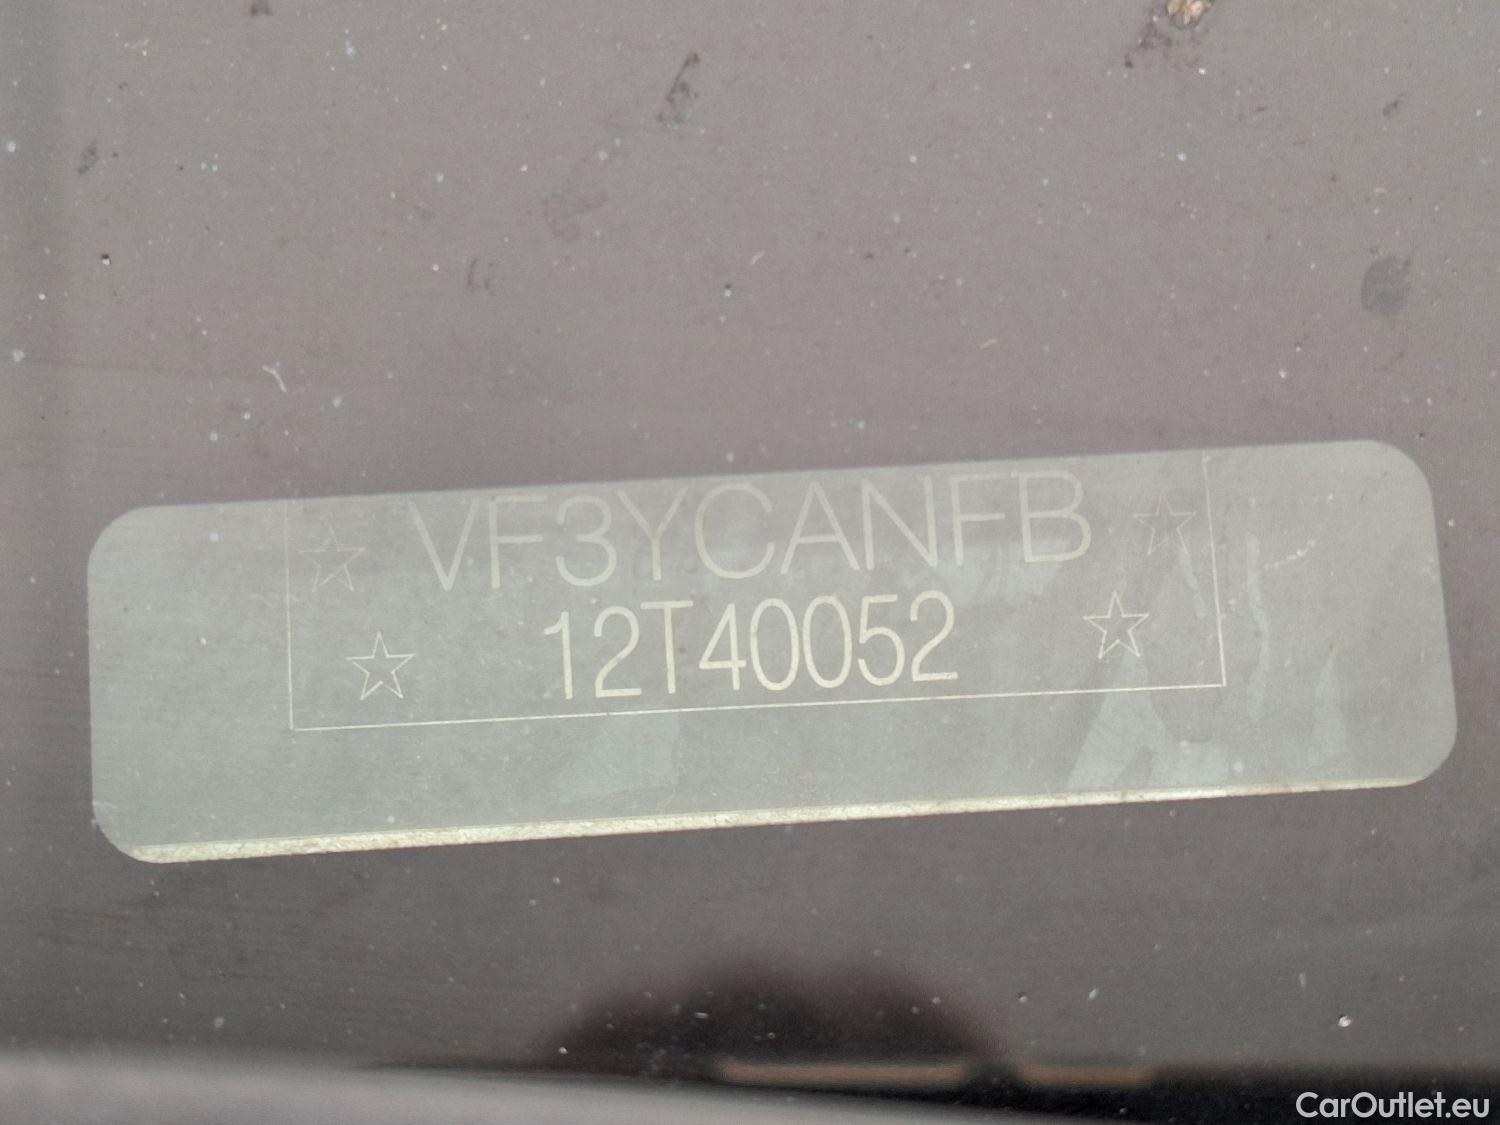 ☆ VF3YCANFB ☆
☆ 12T40052 ☆
CarOutlet.eu